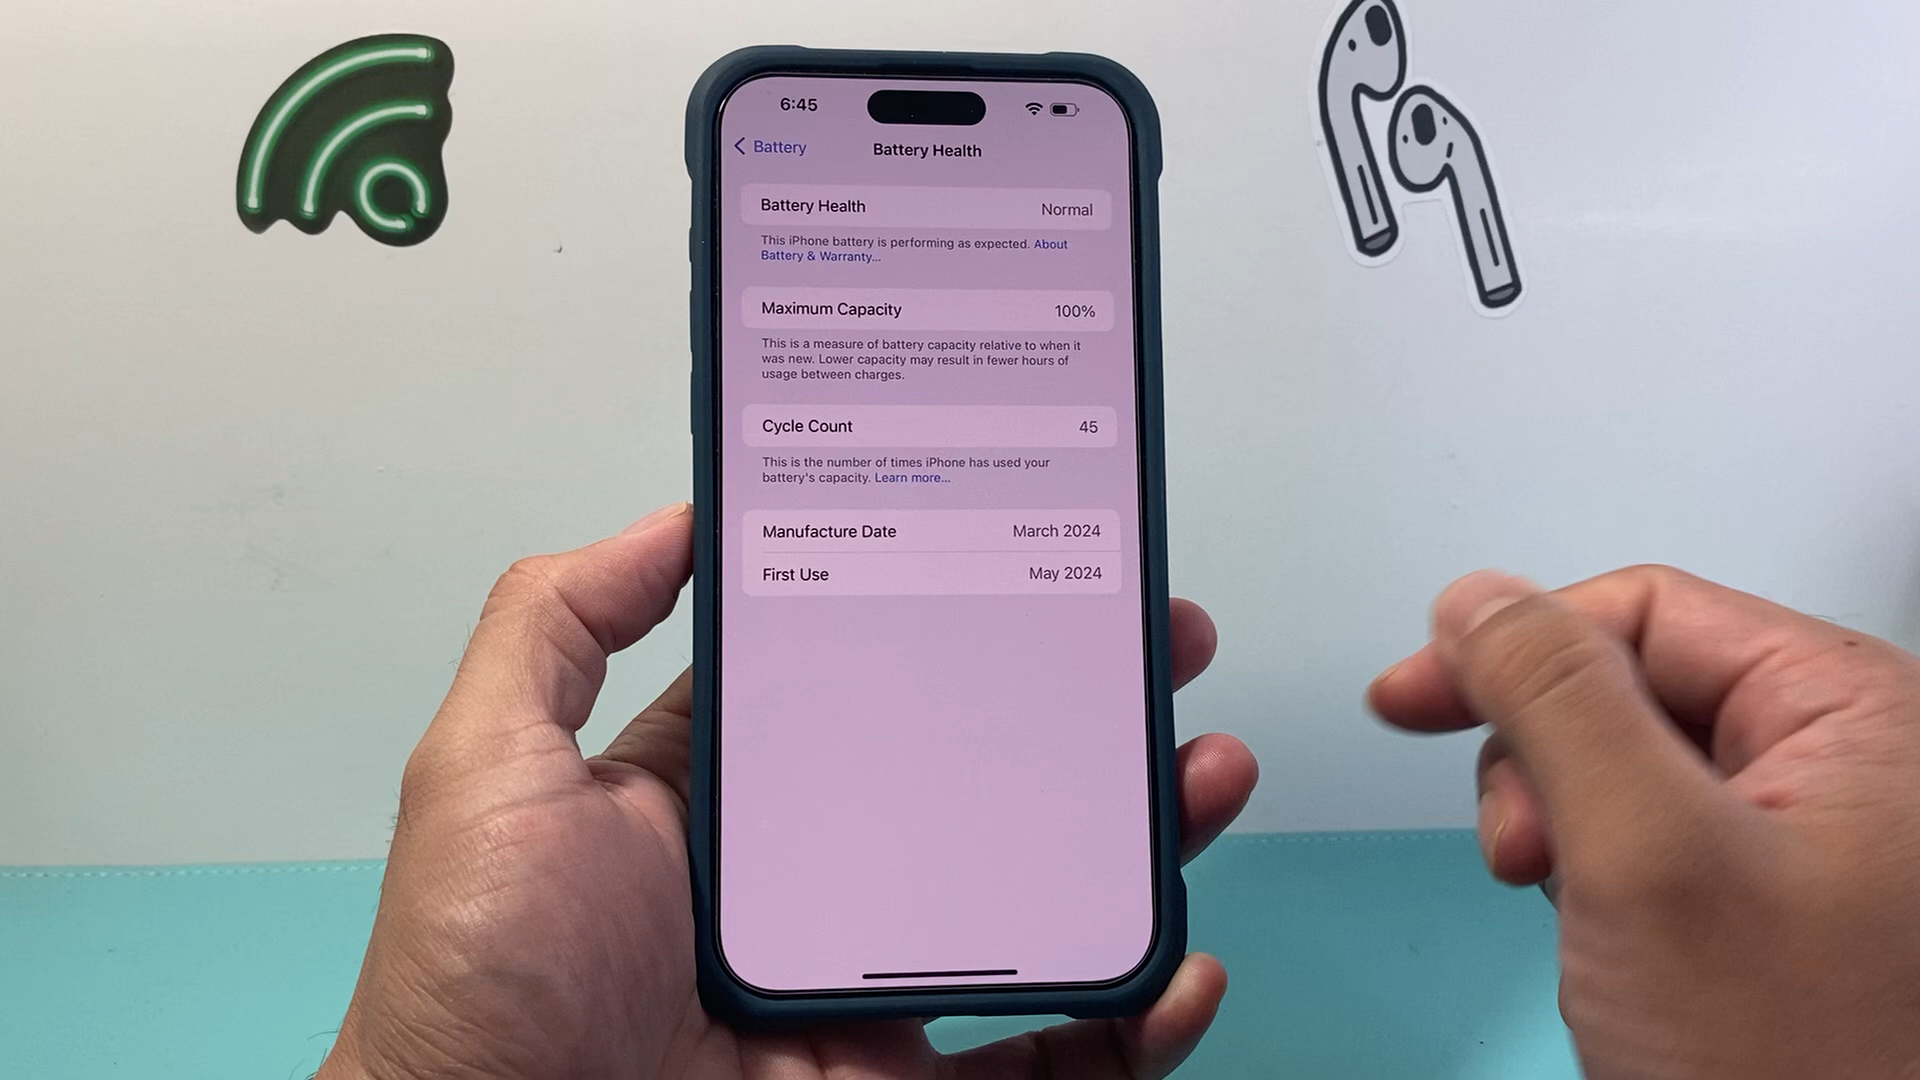 6:45
Battery
Battery Health
Battery Health Normal
This iPhone battery is performing as expected. About
Battery & Warranty...
Maximum Capacity 100%
This is a measure of battery capacity relative to when it
was new. Lower capacity may result in fewer hours of
usage between charges.
Cycle Count 45
This is the number of times iPhone has used your
battery's capacity. Learn more...
Manufacture Date March 2024
First Use May 2024